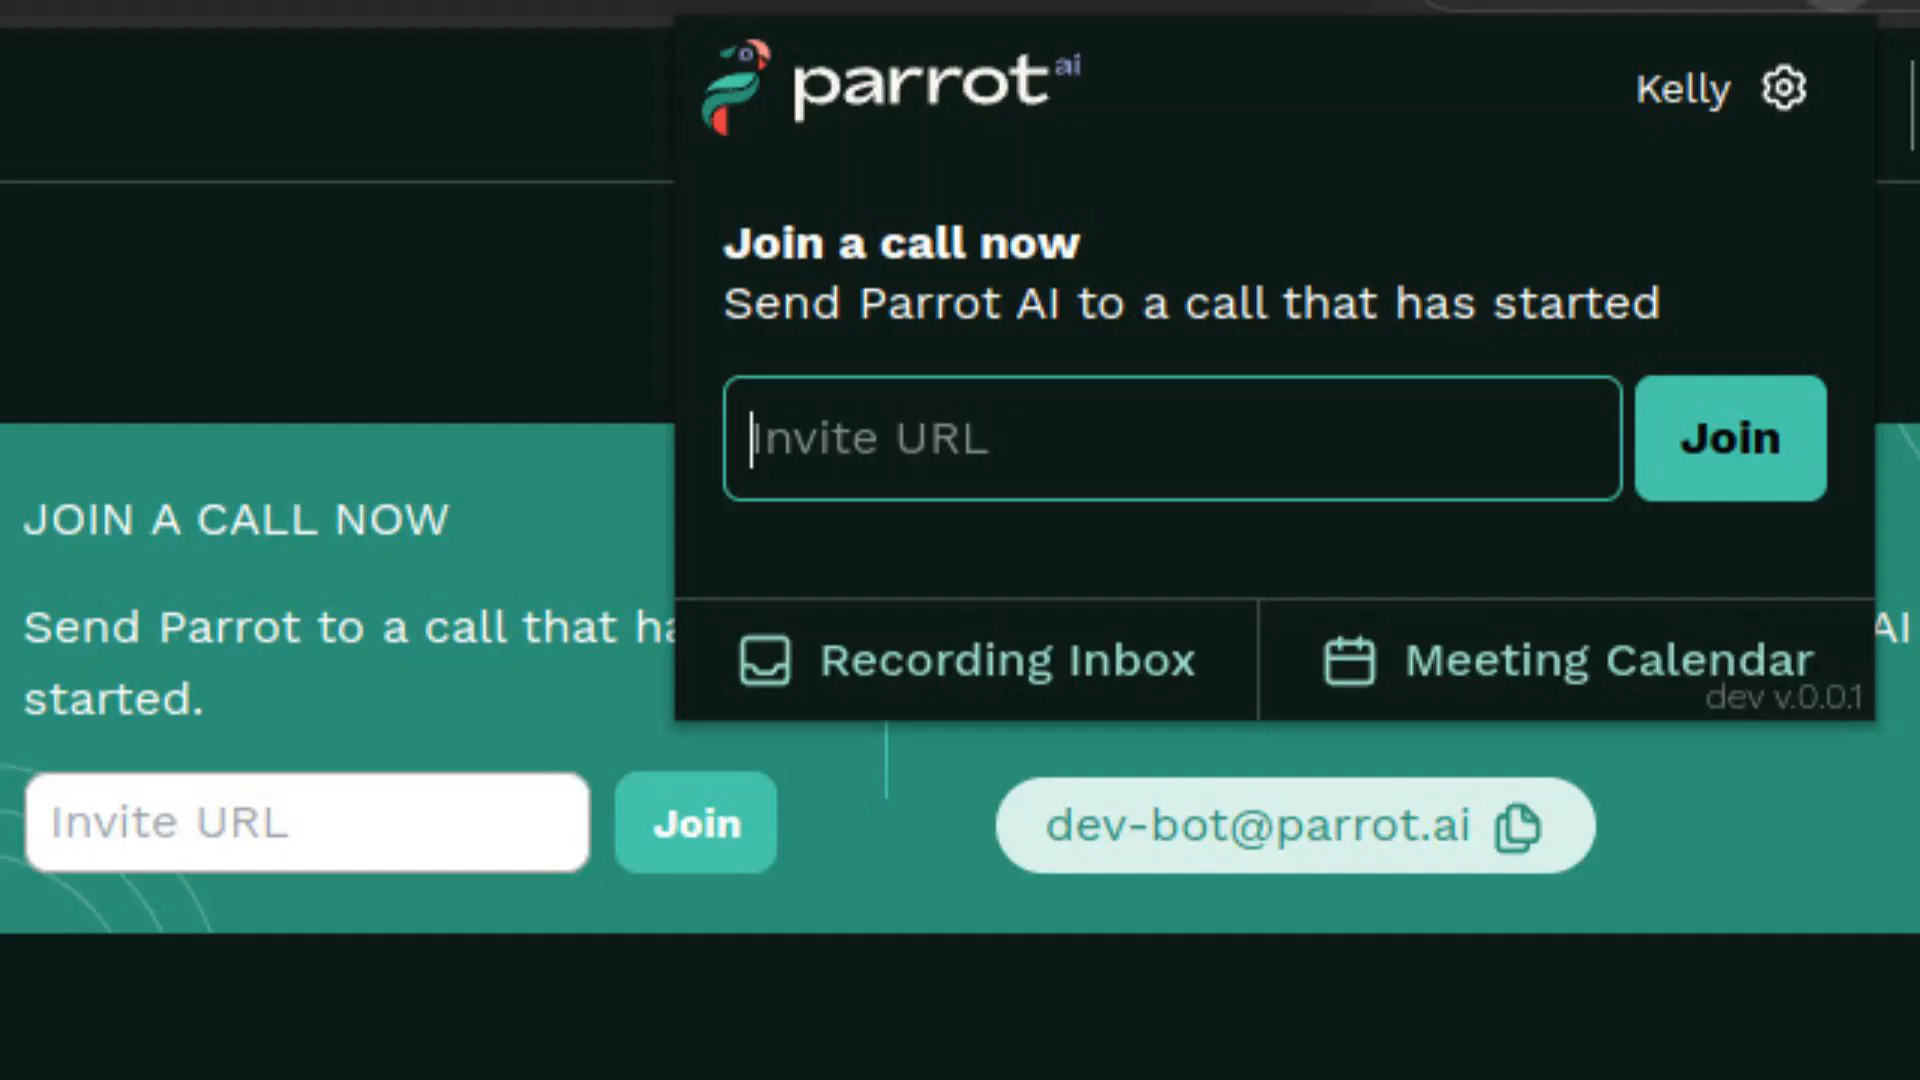 parrot ai
Kelly
Join a call now
Send Parrot AI to a call that has started
Invite URL
Join
Recording Inbox
Meeting Calendar
dev v.0.0.1
JOIN A CALL NOW
Send Parrot to a call that ha
started.
Invite URL
Join
AI
dev-bot@parrot.ai